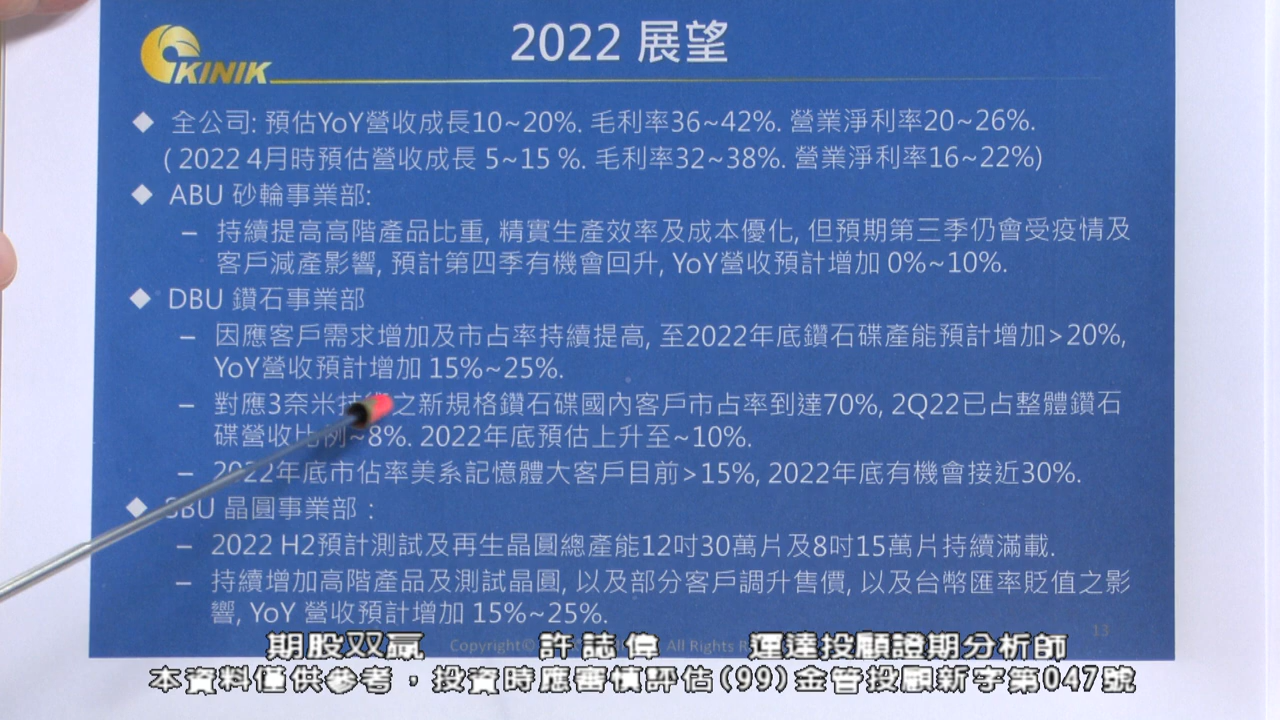 KINIK
2022 展望
◆ 全公司: 預估YoY營收成長10~20%. 毛利率36~42%. 營業淨利率20~26%.
( 2022 4月時預估營收成長 5~15 %. 毛利率32~38%. 營業淨利率16~22%)
◆ ABU 砂輪事業部:
– 持續提高高階產品比重, 精實生產效率及成本優化, 但預期第三季仍會受疫情及
客戶減產影響, 預計第四季有機會回升, YoY營收預計增加 0%~10%.
◆ DBU 鑽石事業部
– 因應客戶需求增加及市占率持續提高, 至2022年底鑽石碟產能預計增加>20%,
YoY營收預計增加 15%~25%.
– 對應3奈米 之新規格鑽石碟國內客戶市占率到達70%, 2Q22已占整體鑽石
碟營收比例~8%. 2022年底預估上升至~10%.
– 2022年底市佔率美系記憶體大客戶目前>15%, 2022年底有機會接近30%.
◆ SBU 晶圓事業部 :
– 2022 H2預計測試及再生晶圓總產能12吋30萬片及8吋15萬片持續滿載.
– 持續增加高階產品及測試晶圓, 以及部分客戶調升售價, 以及台幣匯率貶值之影
響, YoY 營收預計增加 15%~25%.
Copyright© All Rights 13
期股双贏 許誌偉 運達投顧證期分析師
本資料僅供參考，投資時應審慎評估(99)金管投顧新字第047號